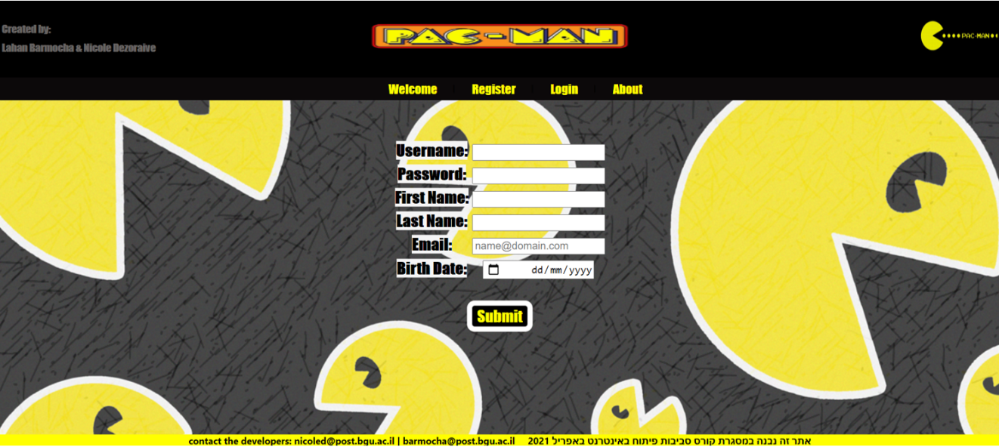 Created by:
Lahan Barmocha & Nicole Dezoraive
PAC-MAN
PAC-MAN
Welcome
Register
Login
About
Username:
Password:
First Name:
Last Name:
Email: name@domain.com
Birth Date: dd/mm/yyyy
Submit
contact the developers: nicoled@post.bgu.ac.il | barmocha@post.bgu.ac.il אתר זה נבנה במסגרת קורס סביבות פיתוח באינטרנט באפריל 2021